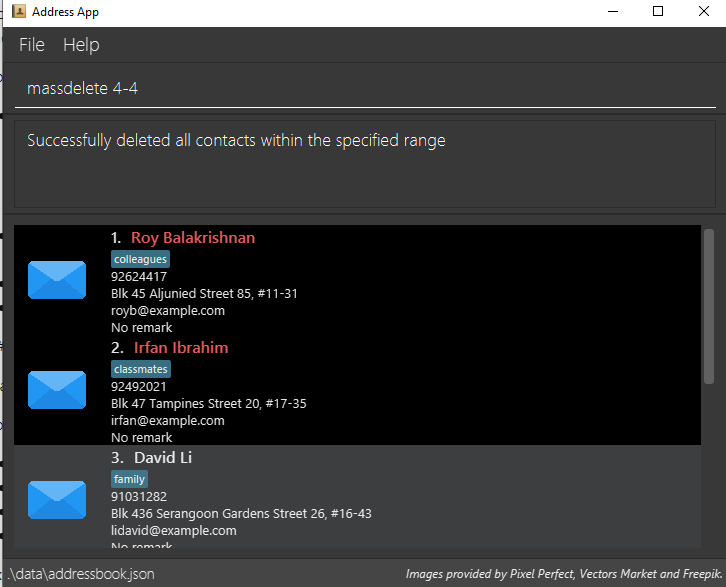 Address App
File Help
massdelete 4-4
Successfully deleted all contacts within the specified range
1. Roy Balakrishnan
colleagues
92624417
Blk 45 Aljunied Street 85, #11-31
royb@example.com
No remark
2. Irfan Ibrahim
classmates
92492021
Blk 47 Tampines Street 20, #17-35
irfan@example.com
No remark
3. David Li
family
91031282
Blk 436 Serangoon Gardens Street 26, #16-43
lidavid@example.com
No remark
.\data\addressbook.json
Images provided by Pixel Perfect, Vectors Market and Freepik.